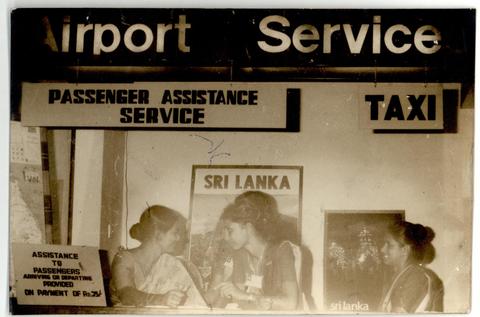 Airport Service
PASSENGER ASSISTANCE
SERVICE
TAXI
SRI LANKA
ASSISTANCE
TO
PASSENGERS
ARRIVING OR DEPARTING
PROVIDED
ON PAYMENT OF Rs.25/-
sri lanka